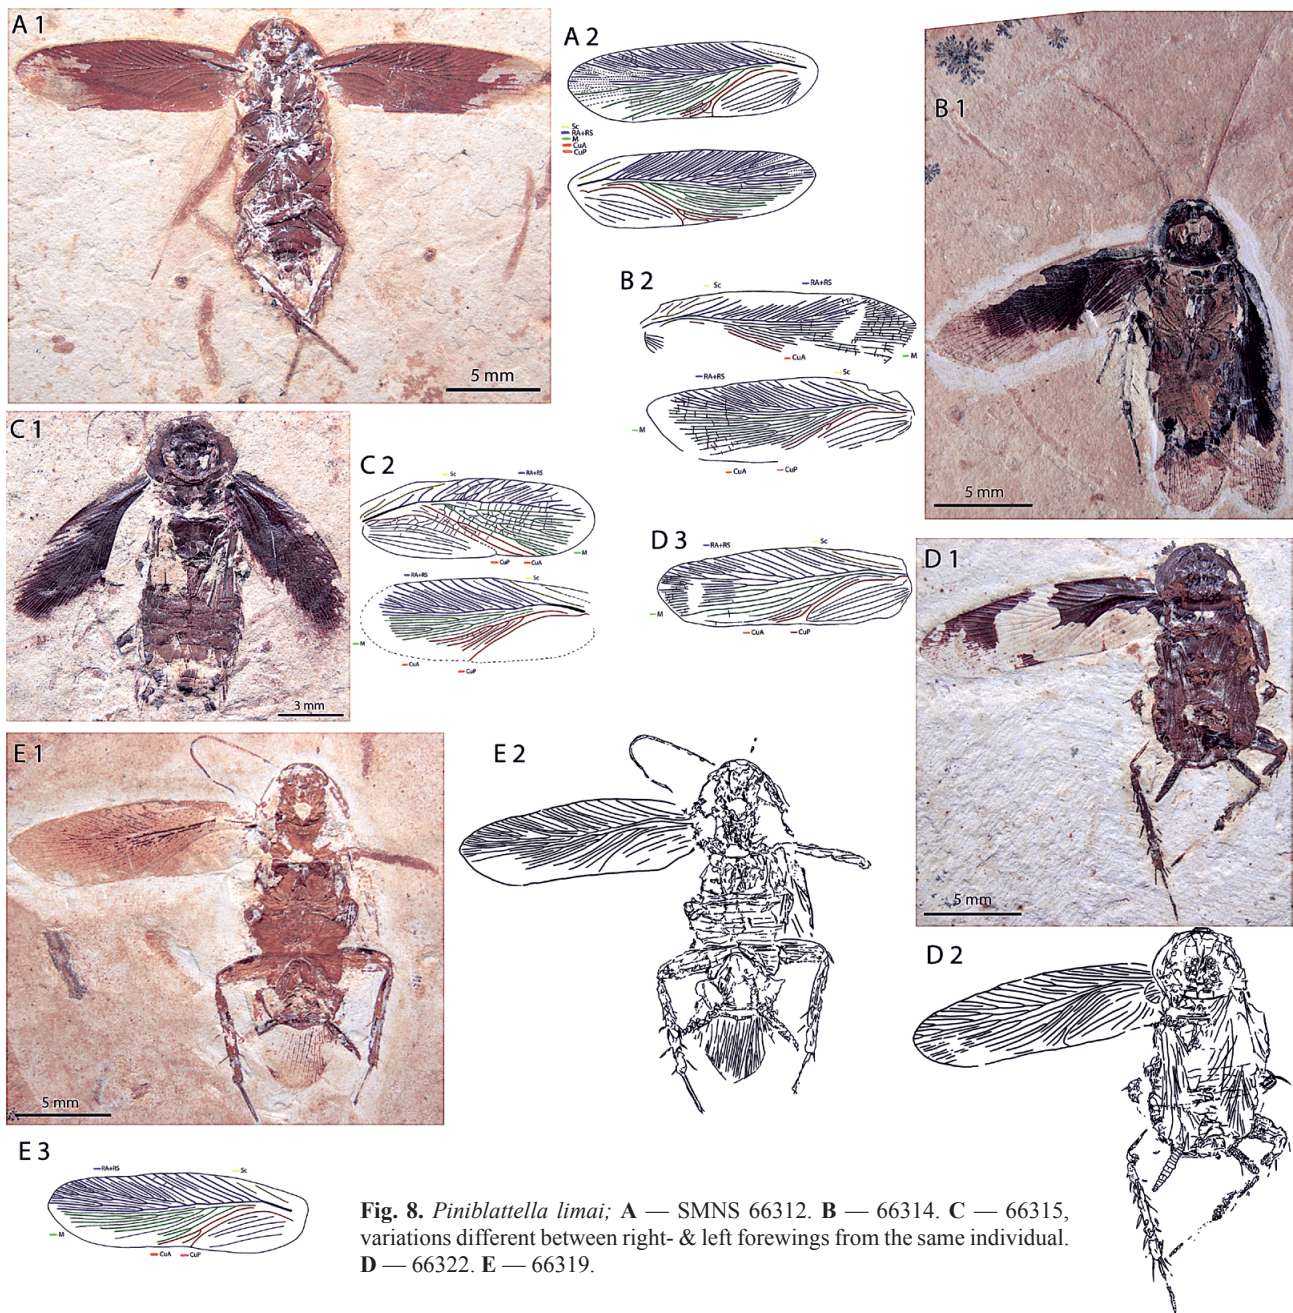 A 1
5 mm
A 2
Sc
RA+RS
M
CuA
CuP
B 1
5 mm
B 2
Sc
RA+RS
CuA
M
RA+RS
Sc
M
CuA
CuP
C 1
3 mm
C 2
Sc
RA+RS
M
CuP
CuA
RA+RS
Sc
M
CuA
CuP
D 3
RA+RS
Sc
M
CuA
CuP
D 1
5 mm
E 1
5 mm
E 2
D 2
E 3
RA+RS
Sc
M
CuA
CuP
Fig. 8. Piniblattella limai; A — SMNS 66312. B — 66314. C — 66315,
variations different between right- & left forewings from the same individual.
D — 66322. E — 66319.